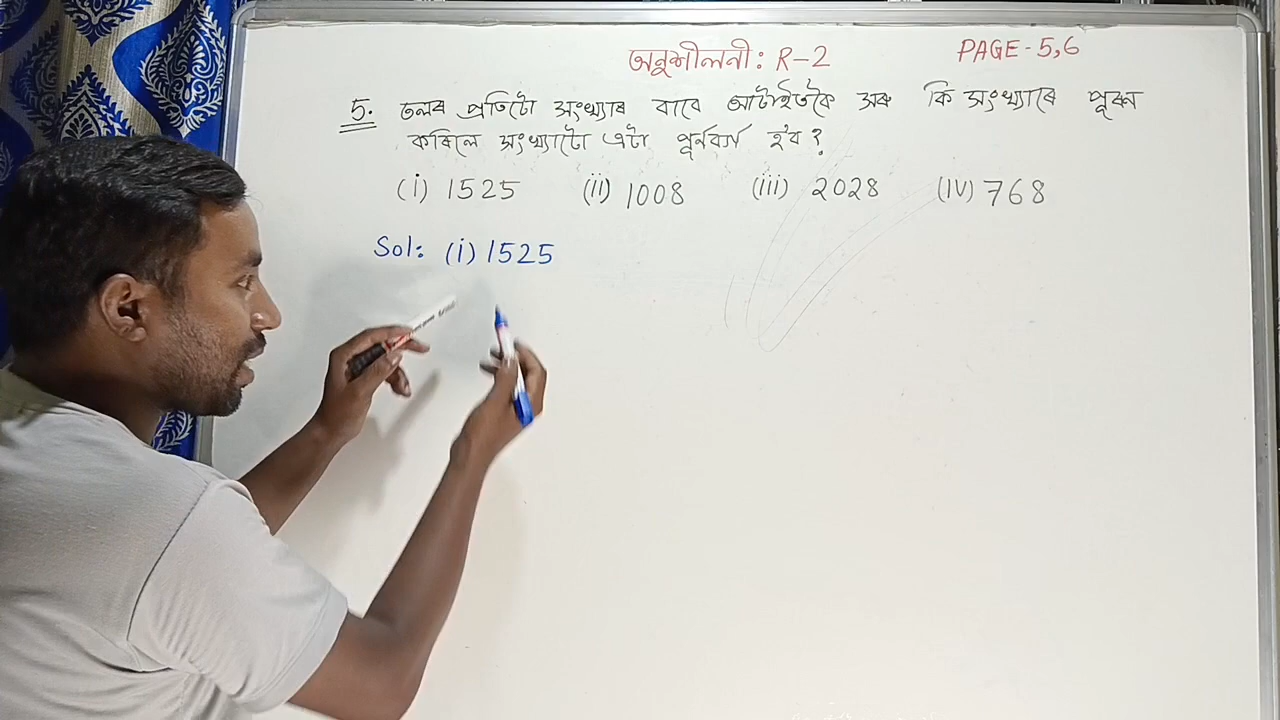 অনুশীলনী: R-2 PAGE-5,6
5. তলৰ প্ৰতিটো সংখ্যাৰ বাবে আটাইতকৈ সৰু কি সংখ্যাৰে পূৰণ
কৰিলে সংখ্যাটো এটা পূৰ্নবৰ্গ হ'ব?
(i) 1525 (ii) 1008 (iii) 2028 (IV) 768
Sol: (i) 1525